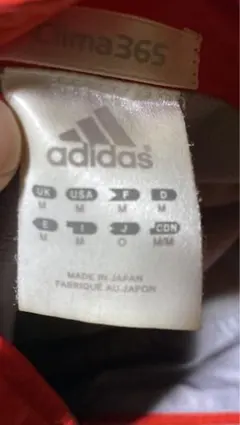 clima365
adidas
UK USA F D
M M M M
E I J CDN
M M O M/M
MADE IN JAPAN
FABRIQUÉ AU JAPON